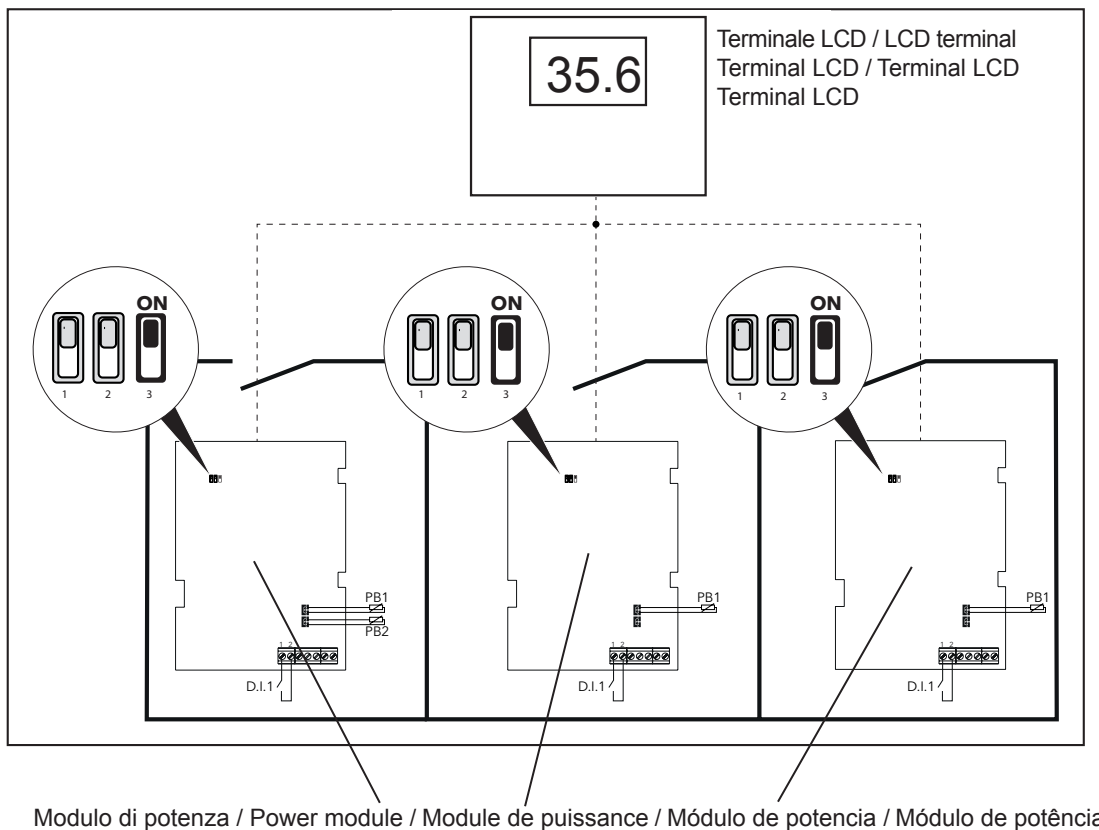 35.6
Terminale LCD / LCD terminal
Terminal LCD / Terminal LCD
Terminal LCD
ON
1 2 3
ON
1 2 3
ON
1 2 3
PB1
PB2
1 2
D.I.1
PB1
1 2
D.I.1
PB1
1 2
D.I.1
Modulo di potenza / Power module / Module de puissance / Módulo de potencia / Módulo de potência